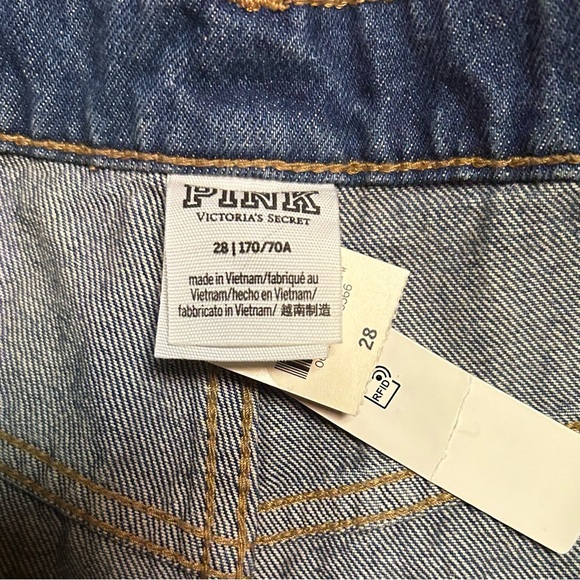 PINK
VICTORIA'S SECRET
28 | 170/70A
made in Vietnam/fabriqué au
Vietnam/hecho en Vietnam/
fabbricato in Vietnam/ 越南制造
28
RFID